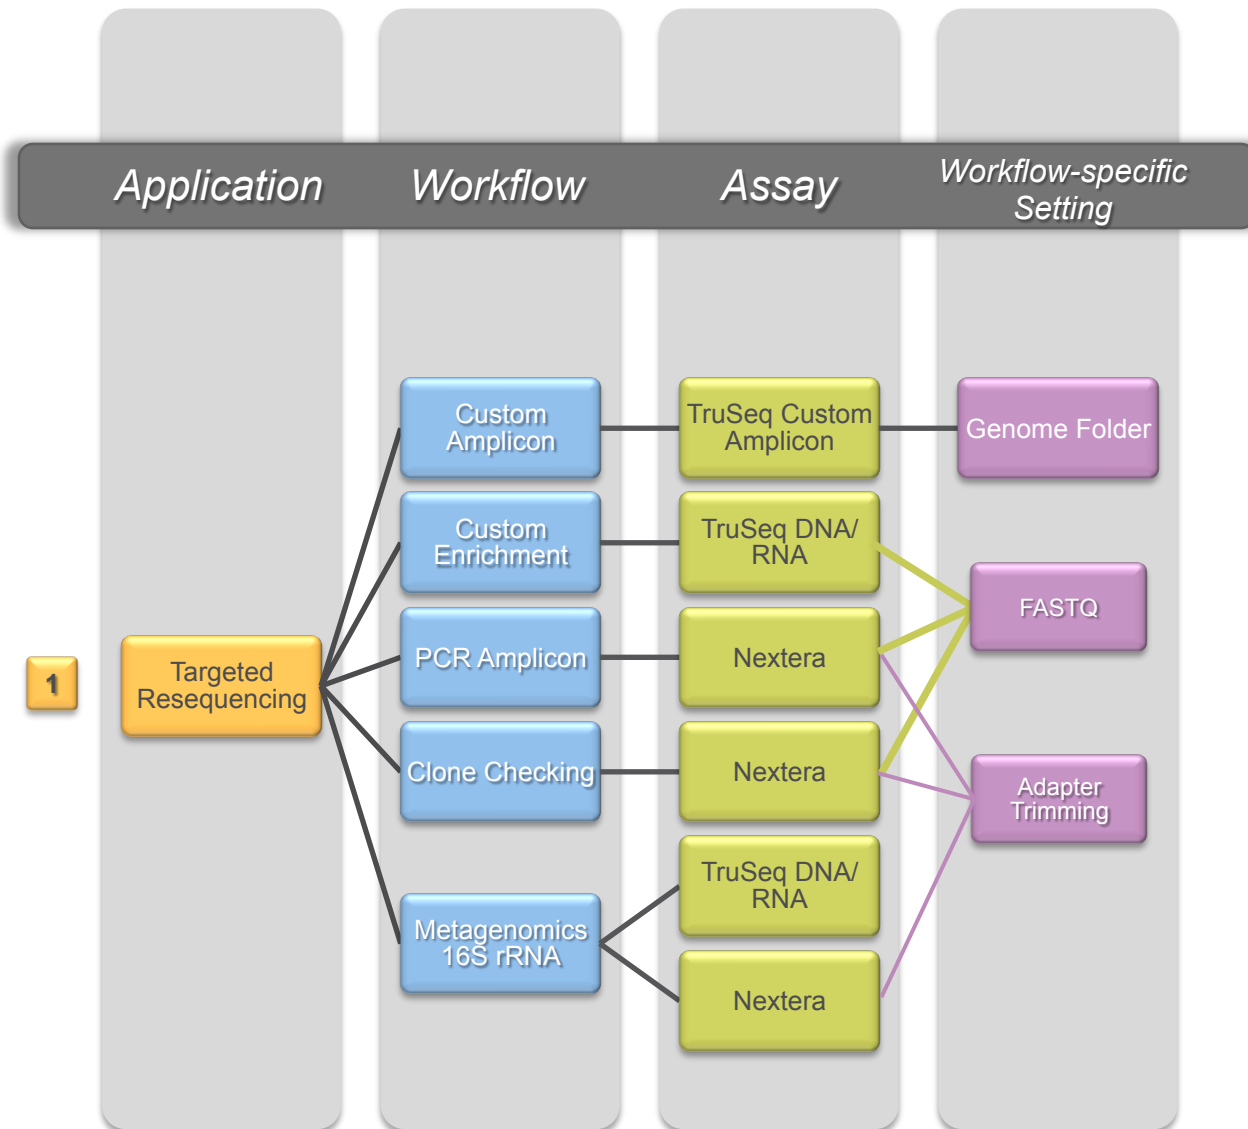 Application
Workflow
Assay
Workflow-specific
Setting
Custom
Amplicon
TruSeq Custom
Amplicon
Genome Folder
Custom
Enrichment
TruSeq DNA/
RNA
FASTQ
1
Targeted
Resequencing
PCR Amplicon
Nextera
Clone Checking
Nextera
Adapter
Trimming
Metagenomics
16S rRNA
TruSeq DNA/
RNA
Nextera